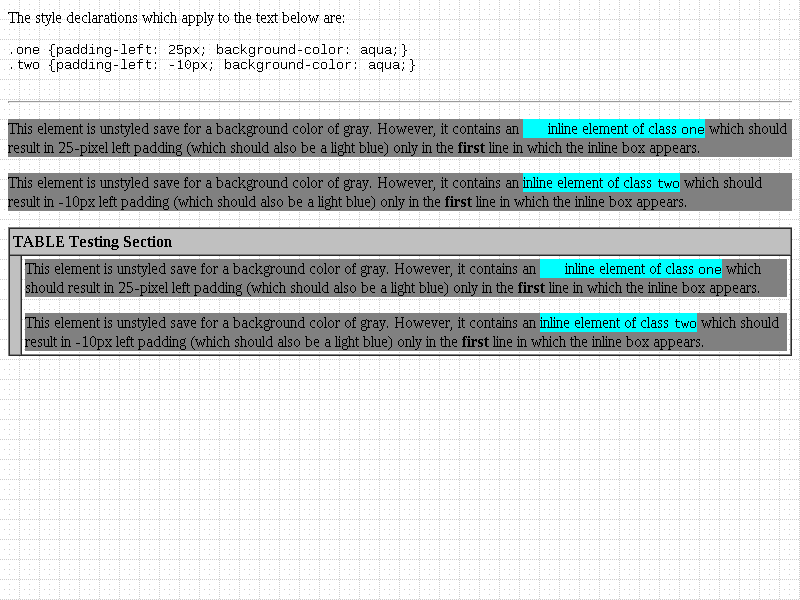 The style declarations which apply to the text below are:
.one {padding-left: 25px; background-color: aqua;}
.two {padding-left: -10px; background-color: aqua;}
This element is unstyled save for a background color of gray. However, it contains an inline element of class one which should
result in 25-pixel left padding (which should also be a light blue) only in the first line in which the inline box appears.
This element is unstyled save for a background color of gray. However, it contains an inline element of class two which should
result in -10px left padding (which should also be a light blue) only in the first line in which the inline box appears.
TABLE Testing Section
This element is unstyled save for a background color of gray. However, it contains an inline element of class one which
should result in 25-pixel left padding (which should also be a light blue) only in the first line in which the inline box appears.
This element is unstyled save for a background color of gray. However, it contains an inline element of class two which should
result in -10px left padding (which should also be a light blue) only in the first line in which the inline box appears.